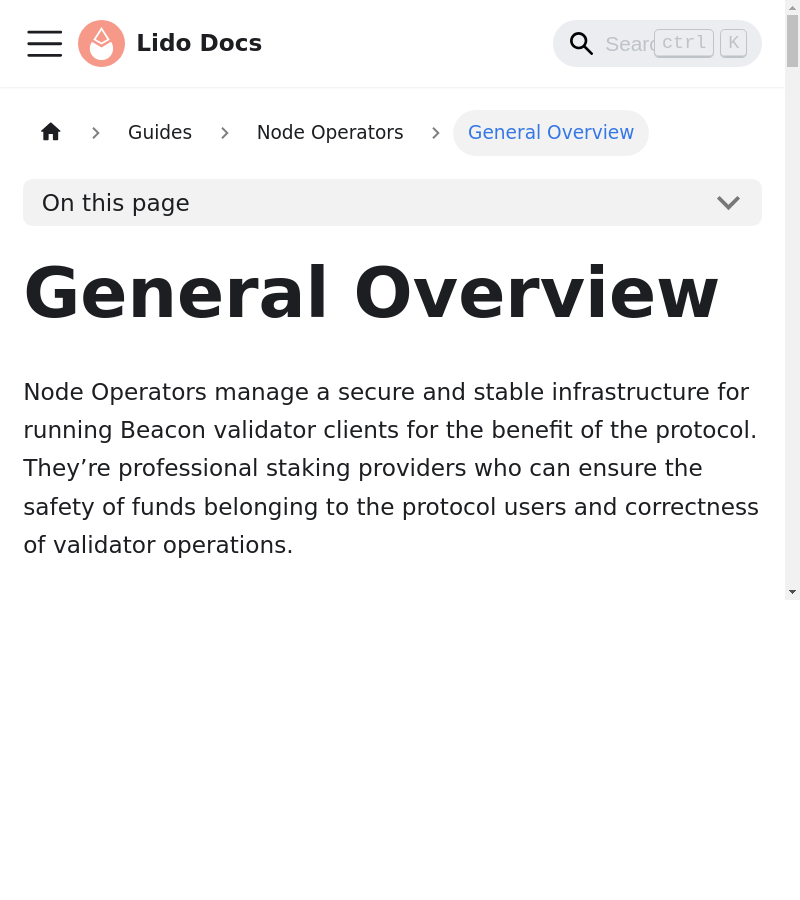 Lido Docs
Search ctrl K
Guides
Node Operators
General Overview
On this page
General Overview
Node Operators manage a secure and stable infrastructure for
running Beacon validator clients for the benefit of the protocol.
They’re professional staking providers who can ensure the
safety of funds belonging to the protocol users and correctness
of validator operations.